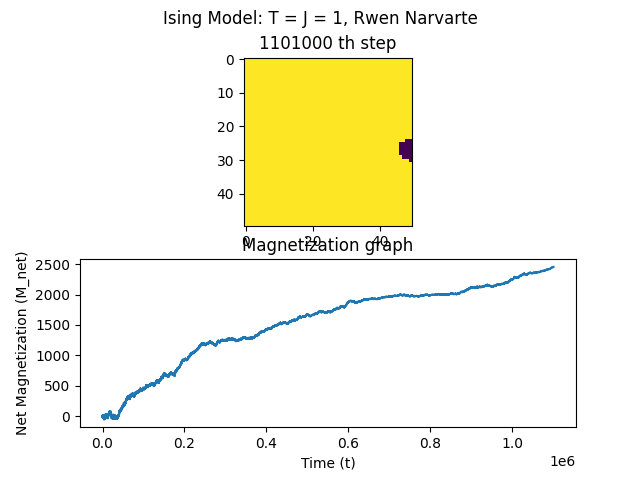 Ising Model: T = J = 1, Rwen Narvarte
1101000 th step
0
10
20
30
40
0 20 40
Magnetization graph
Net Magnetization (M_net)
2500
2000
1500
1000
500
0
0.0 0.2 0.4 0.6 0.8 1.0
1e6
Time (t)